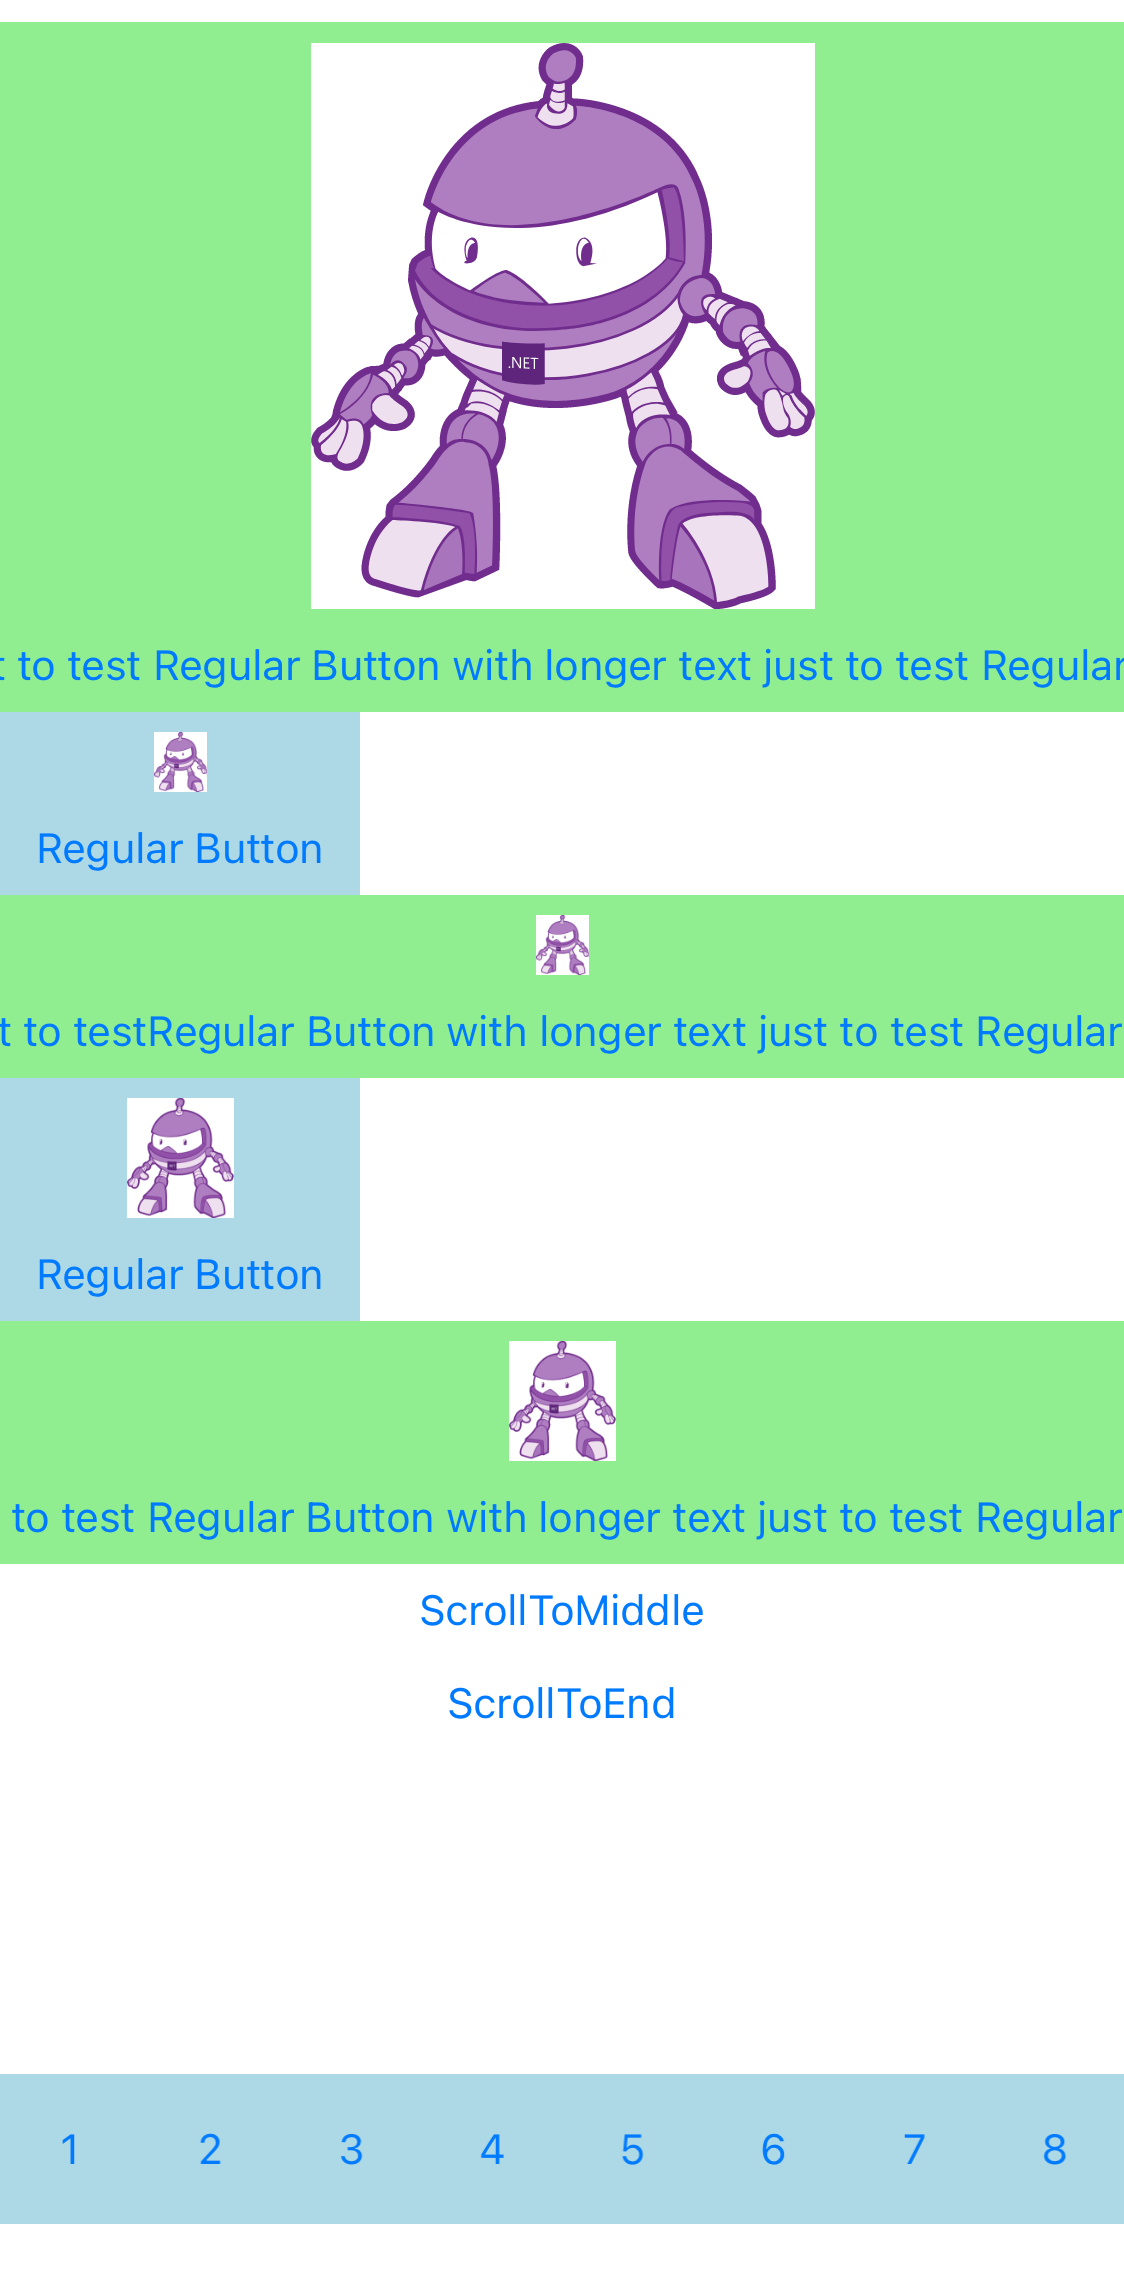 .NET
to test Regular Button with longer text just to test Regular
Regular Button
t to testRegular Button with longer text just to test Regular
Regular Button
to test Regular Button with longer text just to test Regular
ScrollToMiddle
ScrollToEnd
1 2 3 4 5 6 7 8